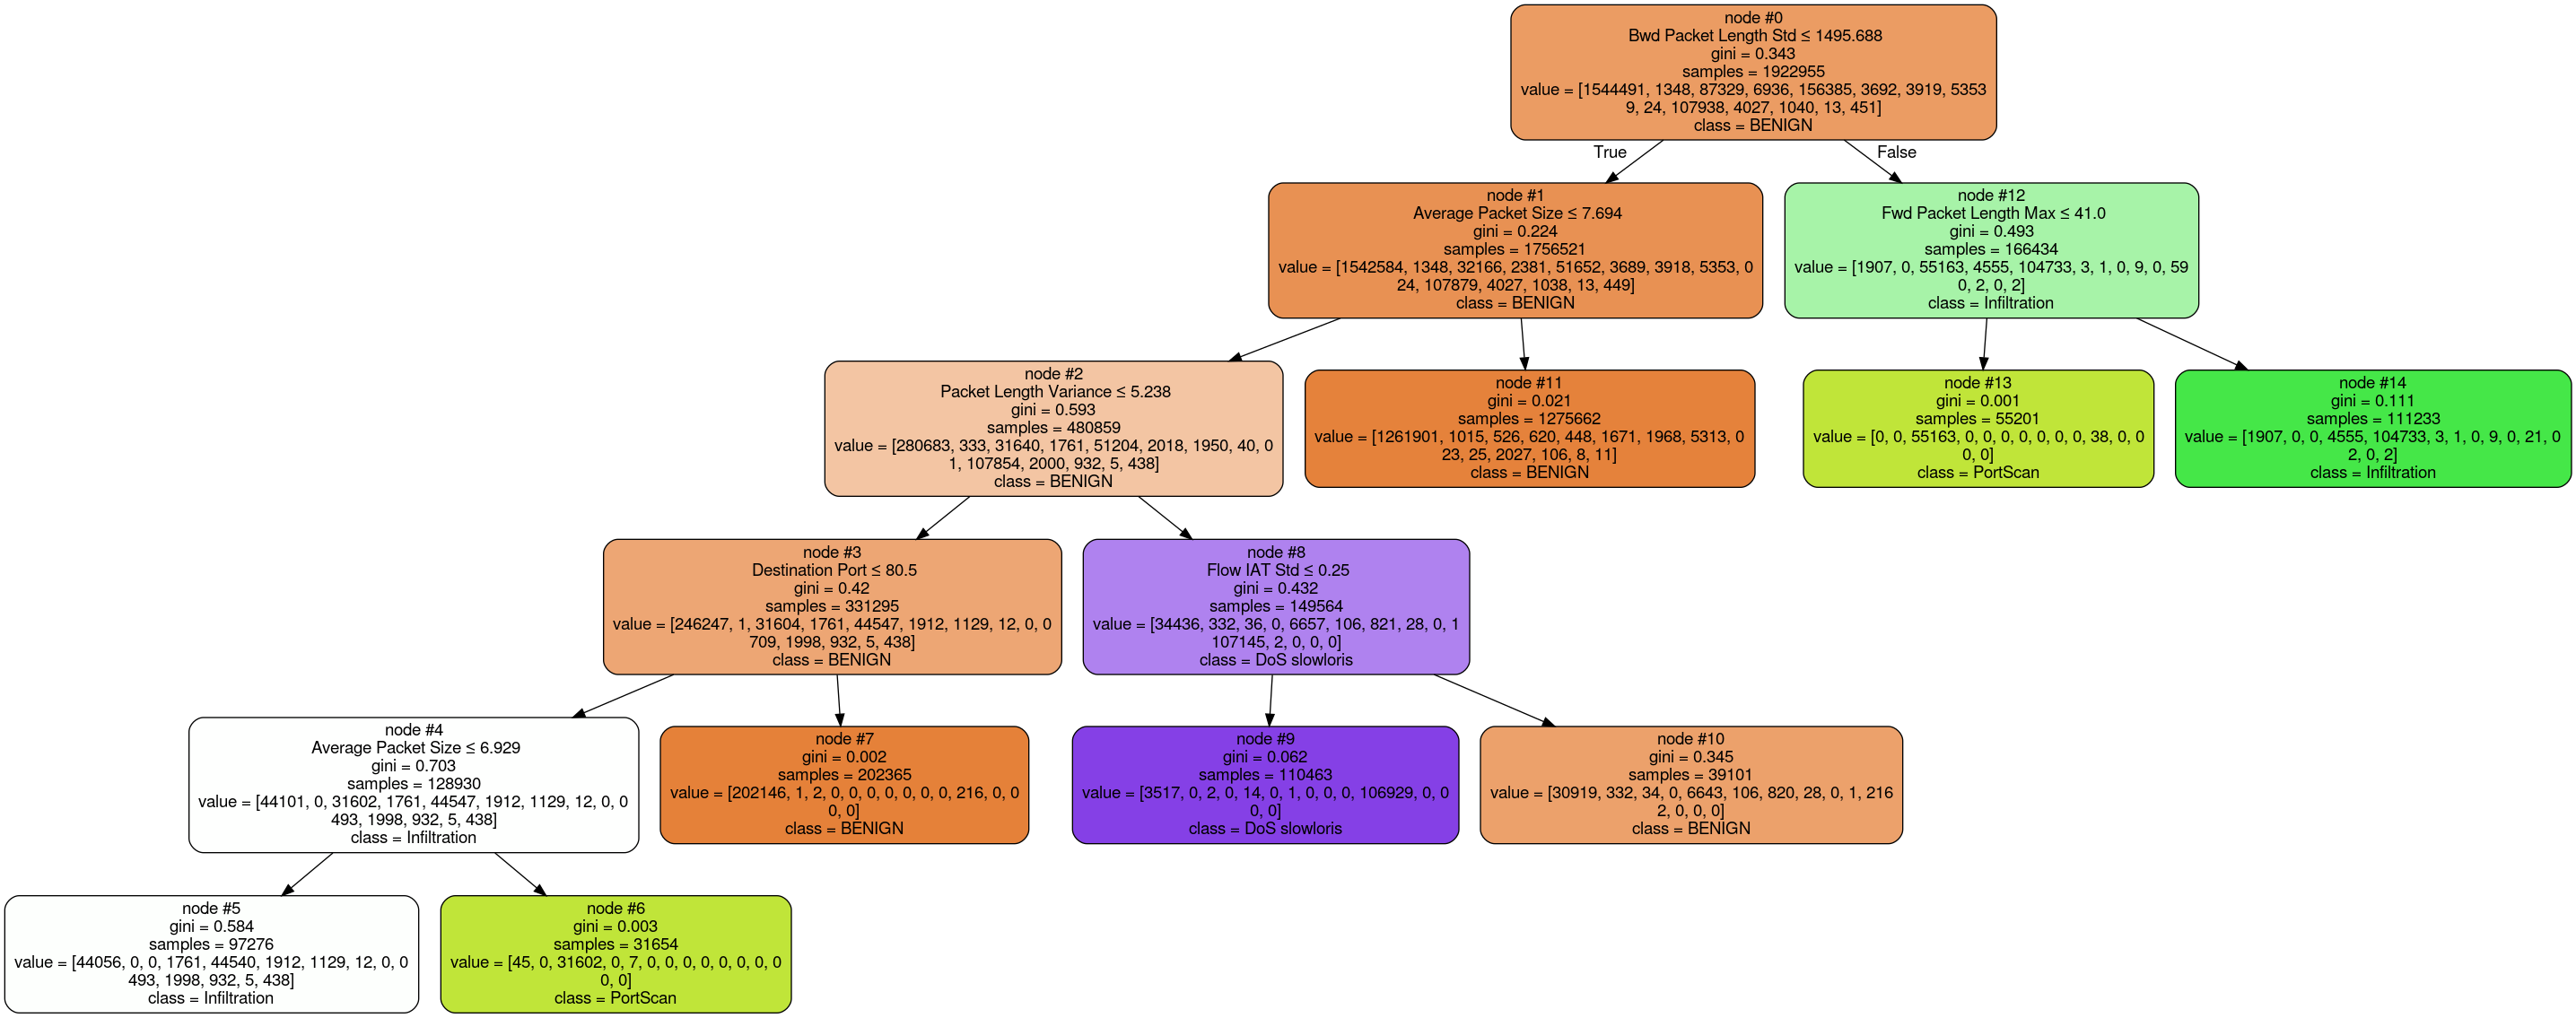 node #0
Bwd Packet Length Std ≤ 1495.688
gini = 0.343
samples = 1922955
value = [1544491, 1348, 87329, 6936, 156385, 3692, 3919, 5353
9, 24, 107938, 4027, 1040, 13, 451]
class = BENIGN
True
False
node #1
Average Packet Size ≤ 7.694
gini = 0.224
samples = 1756521
value = [1542584, 1348, 32166, 2381, 51652, 3689, 3918, 5353, 0
24, 107879, 4027, 1038, 13, 449]
class = BENIGN
node #12
Fwd Packet Length Max ≤ 41.0
gini = 0.493
samples = 166434
value = [1907, 0, 55163, 4555, 104733, 3, 1, 0, 9, 0, 59
0, 2, 0, 2]
class = Infiltration
node #2
Packet Length Variance ≤ 5.238
gini = 0.593
samples = 480859
value = [280683, 333, 31640, 1761, 51204, 2018, 1950, 40, 0
1, 107854, 2000, 932, 5, 438]
class = BENIGN
node #11
gini = 0.021
samples = 1275662
value = [1261901, 1015, 526, 620, 448, 1671, 1968, 5313, 0
23, 25, 2027, 106, 8, 11]
class = BENIGN
node #13
gini = 0.001
samples = 55201
value = [0, 0, 55163, 0, 0, 0, 0, 0, 0, 0, 38, 0, 0
0, 0]
class = PortScan
node #14
gini = 0.111
samples = 111233
value = [1907, 0, 0, 4555, 104733, 3, 1, 0, 9, 0, 21, 0
2, 0, 2]
class = Infiltration
node #3
Destination Port ≤ 80.5
gini = 0.42
samples = 331295
value = [246247, 1, 31604, 1761, 44547, 1912, 1129, 12, 0, 0
709, 1998, 932, 5, 438]
class = BENIGN
node #8
Flow IAT Std ≤ 0.25
gini = 0.432
samples = 149564
value = [34436, 332, 36, 0, 6657, 106, 821, 28, 0, 1
107145, 2, 0, 0, 0]
class = DoS slowloris
node #4
Average Packet Size ≤ 6.929
gini = 0.703
samples = 128930
value = [44101, 0, 31602, 1761, 44547, 1912, 1129, 12, 0, 0
493, 1998, 932, 5, 438]
class = Infiltration
node #7
gini = 0.002
samples = 202365
value = [202146, 1, 2, 0, 0, 0, 0, 0, 0, 0, 216, 0, 0
0, 0]
class = BENIGN
node #9
gini = 0.062
samples = 110463
value = [3517, 0, 2, 0, 14, 0, 1, 0, 0, 0, 106929, 0, 0
0, 0]
class = DoS slowloris
node #10
gini = 0.345
samples = 39101
value = [30919, 332, 34, 0, 6643, 106, 820, 28, 0, 1, 216
2, 0, 0, 0]
class = BENIGN
node #5
gini = 0.584
samples = 97276
value = [44056, 0, 0, 1761, 44540, 1912, 1129, 12, 0, 0
493, 1998, 932, 5, 438]
class = Infiltration
node #6
gini = 0.003
samples = 31654
value = [45, 0, 31602, 0, 7, 0, 0, 0, 0, 0, 0, 0, 0
0, 0]
class = PortScan